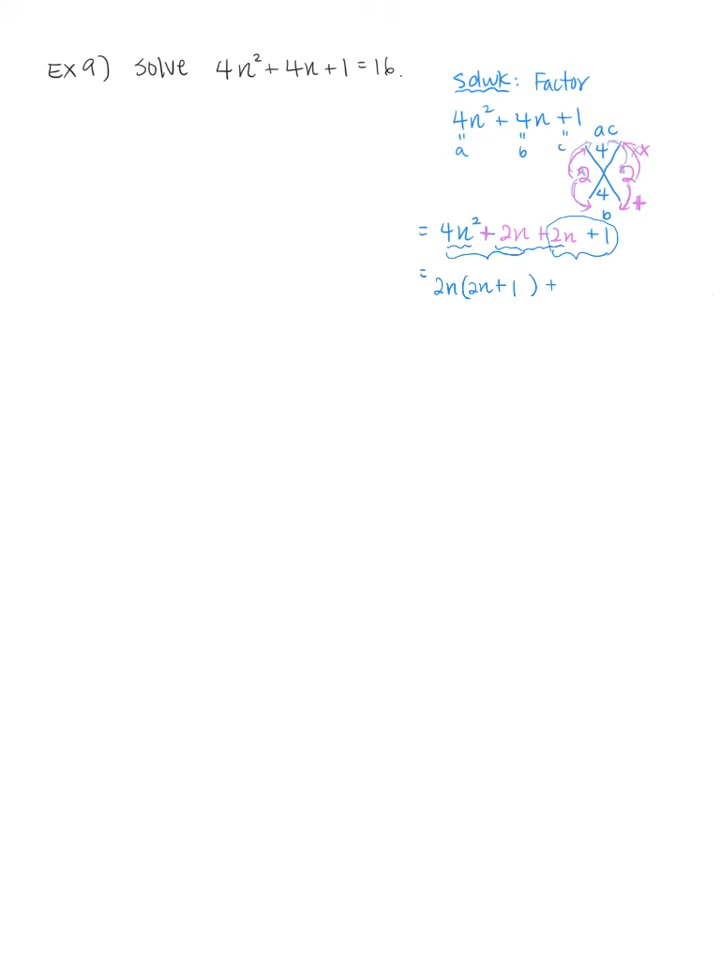 EX 9) Solve 4n² + 4n + 1 = 16.
Sdwk: Factor
4n² + 4n + 1
" " "
a b c
ac
4
2 2
4
b
x
+
= 4n² + 2n + 2n + 1
= 2n(2n+1) +